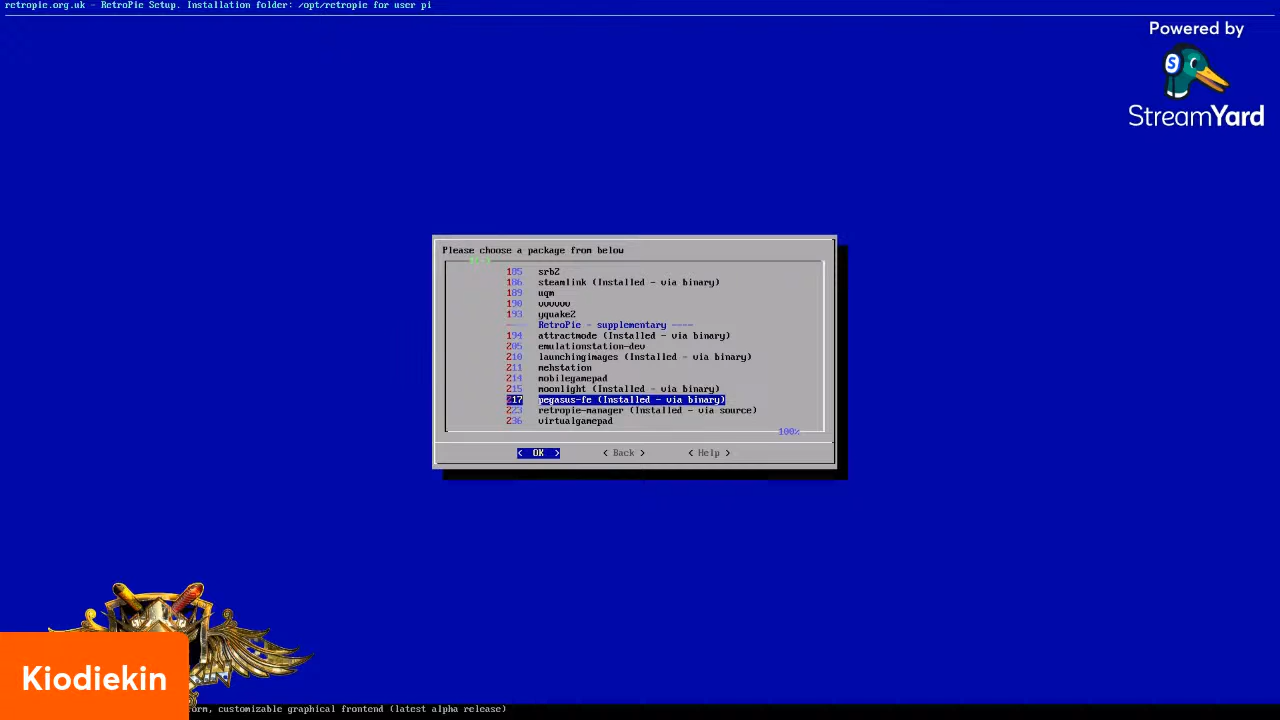 retropie.org.uk - RetroPie Setup. Installation folder: /opt/retropie for user pi
Powered by
S
StreamYard
Please choose a package from below
185 srb2
186 steamlink (Installed - via binary)
189 uqm
190 vvvvvv
193 yquake2
---- RetroPie - supplementary ----
194 attractmode (Installed - via binary)
205 emulationstation-dev
210 launchingimages (Installed - via binary)
211 mehstation
214 mobilegamepad
215 moonlight (Installed - via binary)
217 pegasus-fe (Installed - via binary)
223 retropie-manager (Installed - via source)
236 virtualgamepad
100%
< OK > < Back > < Help >
Kiodiekin
customizable graphical frontend (latest alpha release)